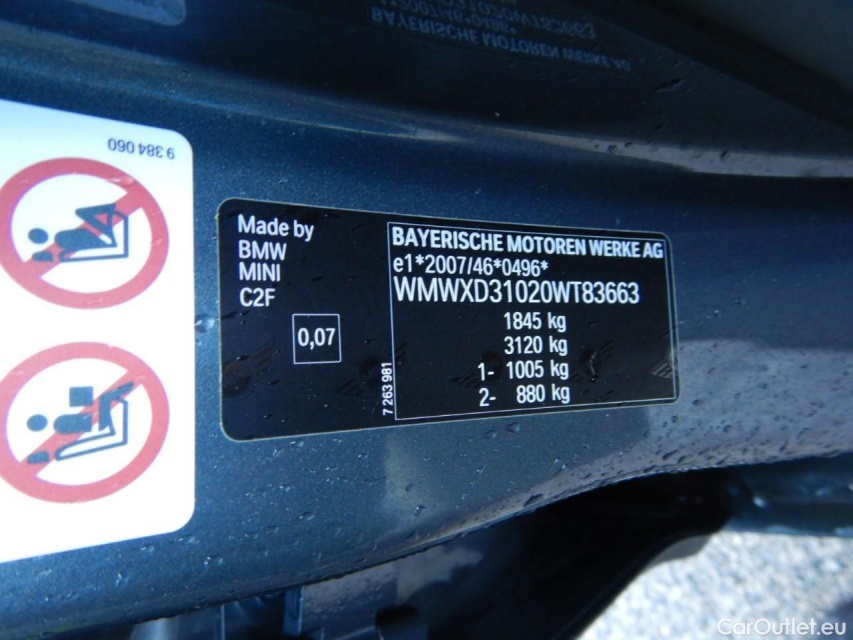 9 384 060
Made by
BMW
MINI
C2F
0,07
7 263 981
BAYERISCHE MOTOREN WERKE AG
e1*2007/46*0496*
WMWXD31020WT83663
1845 kg
3120 kg
1- 1005 kg
2- 880 kg
CarOutlet.eu